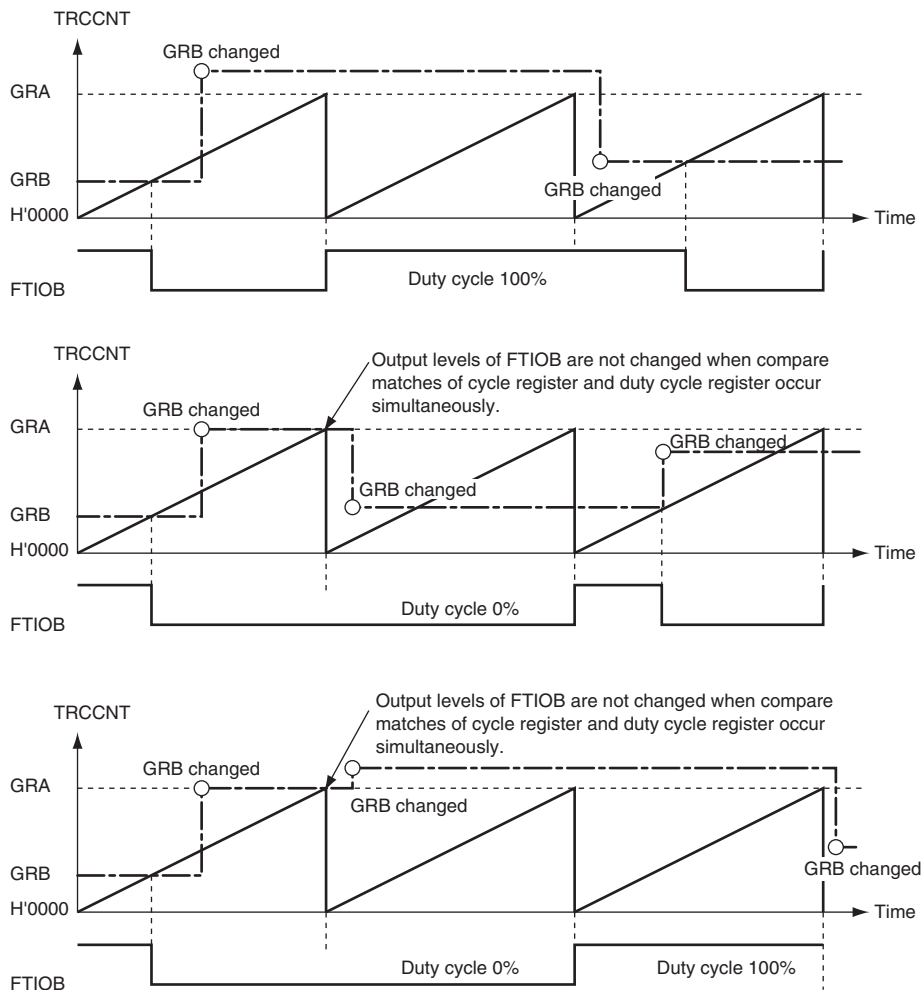 TRCCNT
GRB changed
GRA
GRB changed
GRB
H'0000
Time
Duty cycle 100%
FTIOB
TRCCNT
Output levels of FTIOB are not changed when compare
matches of cycle register and duty cycle register occur
simultaneously.
GRB changed
GRA
GRB changed
GRB changed
GRB
H'0000
Time
Duty cycle 0%
FTIOB
TRCCNT
Output levels of FTIOB are not changed when compare
matches of cycle register and duty cycle register occur
simultaneously.
GRB changed
GRA
GRB changed
GRB
GRB changed
H'0000
Time
Duty cycle 0%
Duty cycle 100%
FTIOB